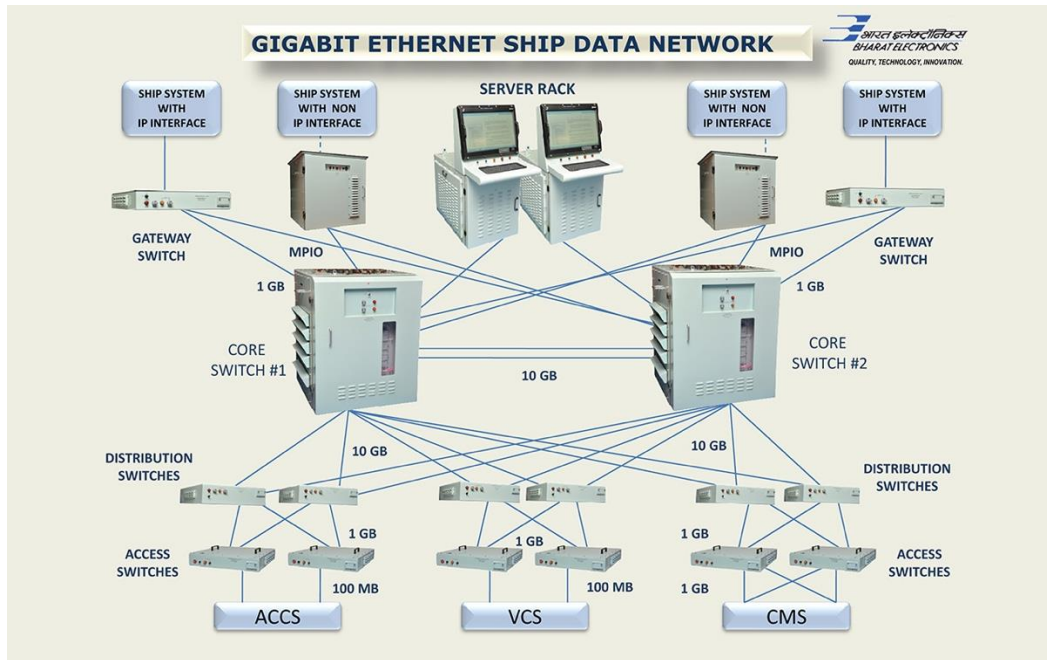 GIGABIT ETHERNET SHIP DATA NETWORK
भारत इलेक्ट्रॉनिक्स
BHARAT ELECTRONICS
QUALITY, TECHNOLOGY, INNOVATION.
SHIP SYSTEM
WITH
IP INTERFACE
SHIP SYSTEM
WITH NON
IP INTERFACE
SERVER RACK
SHIP SYSTEM
WITH NON
IP INTERFACE
SHIP SYSTEM
WITH IP
INTERFACE
GATEWAY
SWITCH
MPIO
MPIO
GATEWAY
SWITCH
1 GB
1 GB
CORE
SWITCH #1
10 GB
CORE
SWITCH #2
DISTRIBUTION
SWITCHES
10 GB
10 GB
DISTRIBUTION
SWITCHES
ACCESS
SWITCHES
1 GB
1 GB
1 GB
ACCESS
SWITCHES
100 MB
100 MB
1 GB
ACCS
VCS
CMS